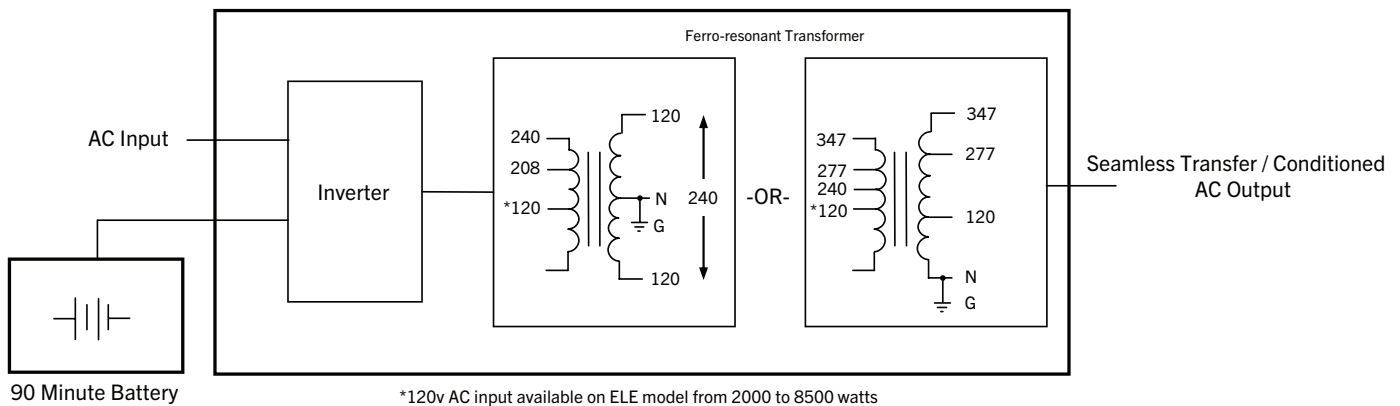 Ferro-resonant Transformer
AC Input
Inverter
240
208
*120
120
N
G
240
120
-OR-
347
277
240
*120
347
277
120
N
G
Seamless Transfer / Conditioned
AC Output
90 Minute Battery
*120v AC input available on ELE model from 2000 to 8500 watts